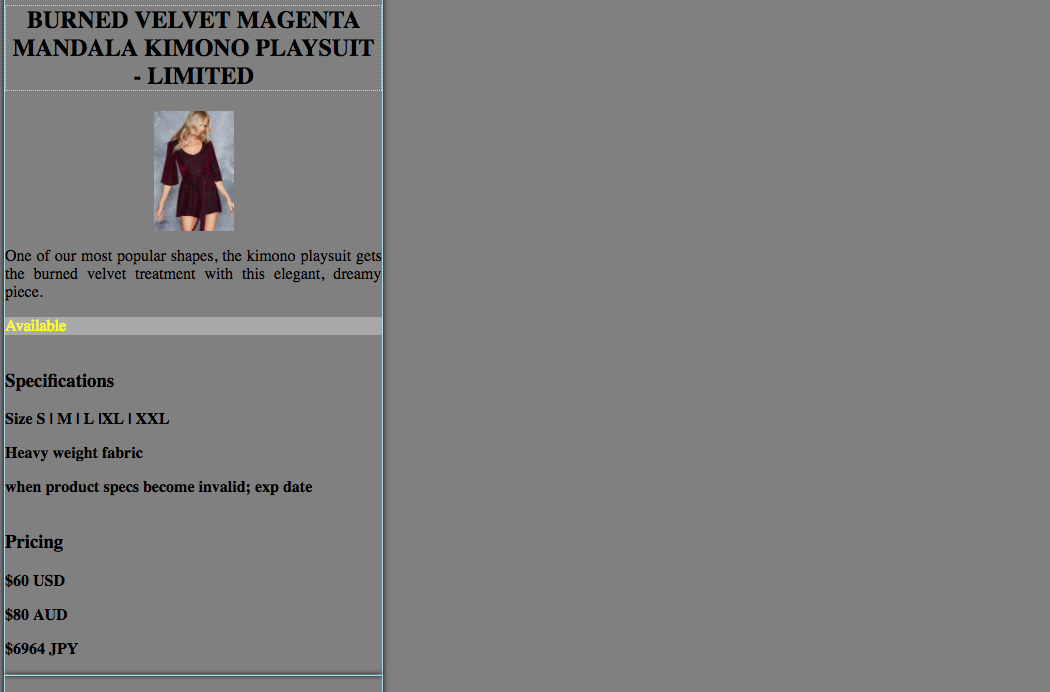 BURNED VELVET MAGENTA
MANDALA KIMONO PLAYSUIT
- LIMITED
One of our most popular shapes, the kimono playsuit gets
the burned velvet treatment with this elegant, dreamy
piece.
Available
Specifications
Size S | M | L |XL | XXL
Heavy weight fabric
when product specs become invalid; exp date
Pricing
$60 USD
$80 AUD
$6964 JPY